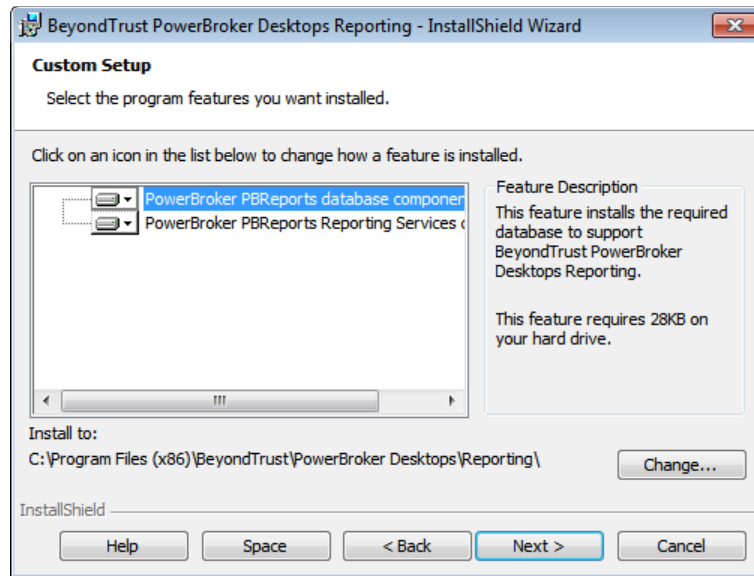 BeyondTrust PowerBroker Desktops Reporting - InstallShield Wizard
Custom Setup
Select the program features you want installed.
Click on an icon in the list below to change how a feature is installed.
PowerBroker PBReports database componen
PowerBroker PBReports Reporting Services
Feature Description
This feature installs the required
database to support
BeyondTrust PowerBroker
Desktops Reporting.
This feature requires 28KB on
your hard drive.
Install to:
C:\Program Files (x86)\BeyondTrust\PowerBroker Desktops\Reporting\
Change...
InstallShield
Help
Space
< Back
Next >
Cancel